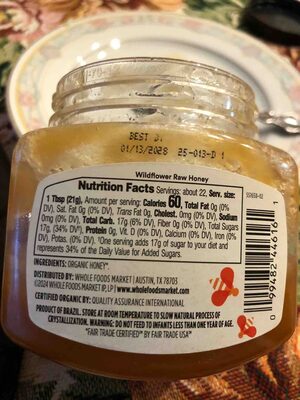 BEST BY
01/13/2028 25-013-D 1
Wildflower Raw Honey
Nutrition Facts Servings: about 22, Serv. size:
1 Tbsp (21g), Amount per serving: Calories 60, Total Fat 0g (0%
DV), Sat. Fat 0g (0% DV), Trans Fat 0g, Cholest. 0mg (0% DV), Sodium
0mg (0% DV), Total Carb. 17g (6% DV), Fiber 0g (0% DV), Total Sugars
17g, (34% DV*), Protein 0g, Vit. D (0% DV), Calcium (0% DV), Iron (0% DV),
Potas. (0% DV). *One serving adds 17g of sugar to your diet and
represents 34% of the Daily Value for Added Sugars.
INGREDIENTS: ORGANIC HONEY*.
DISTRIBUTED BY: WHOLE FOODS MARKET | AUSTIN, TX 78703
©2024 WHOLE FOODS MARKET IP, LP | www.wholefoodsmarket.com
CERTIFIED ORGANIC BY: QUALITY ASSURANCE INTERNATIONAL
PRODUCT OF BRAZIL. STORE AT ROOM TEMPERATURE TO SLOW NATURAL PROCESS OF
CRYSTALLIZATION. WARNING: DO NOT FEED TO INFANTS LESS THAN ONE YEAR OF AGE.
*FAIR TRADE CERTIFIED™ BY FAIR TRADE USA™
0 99482 44616 1